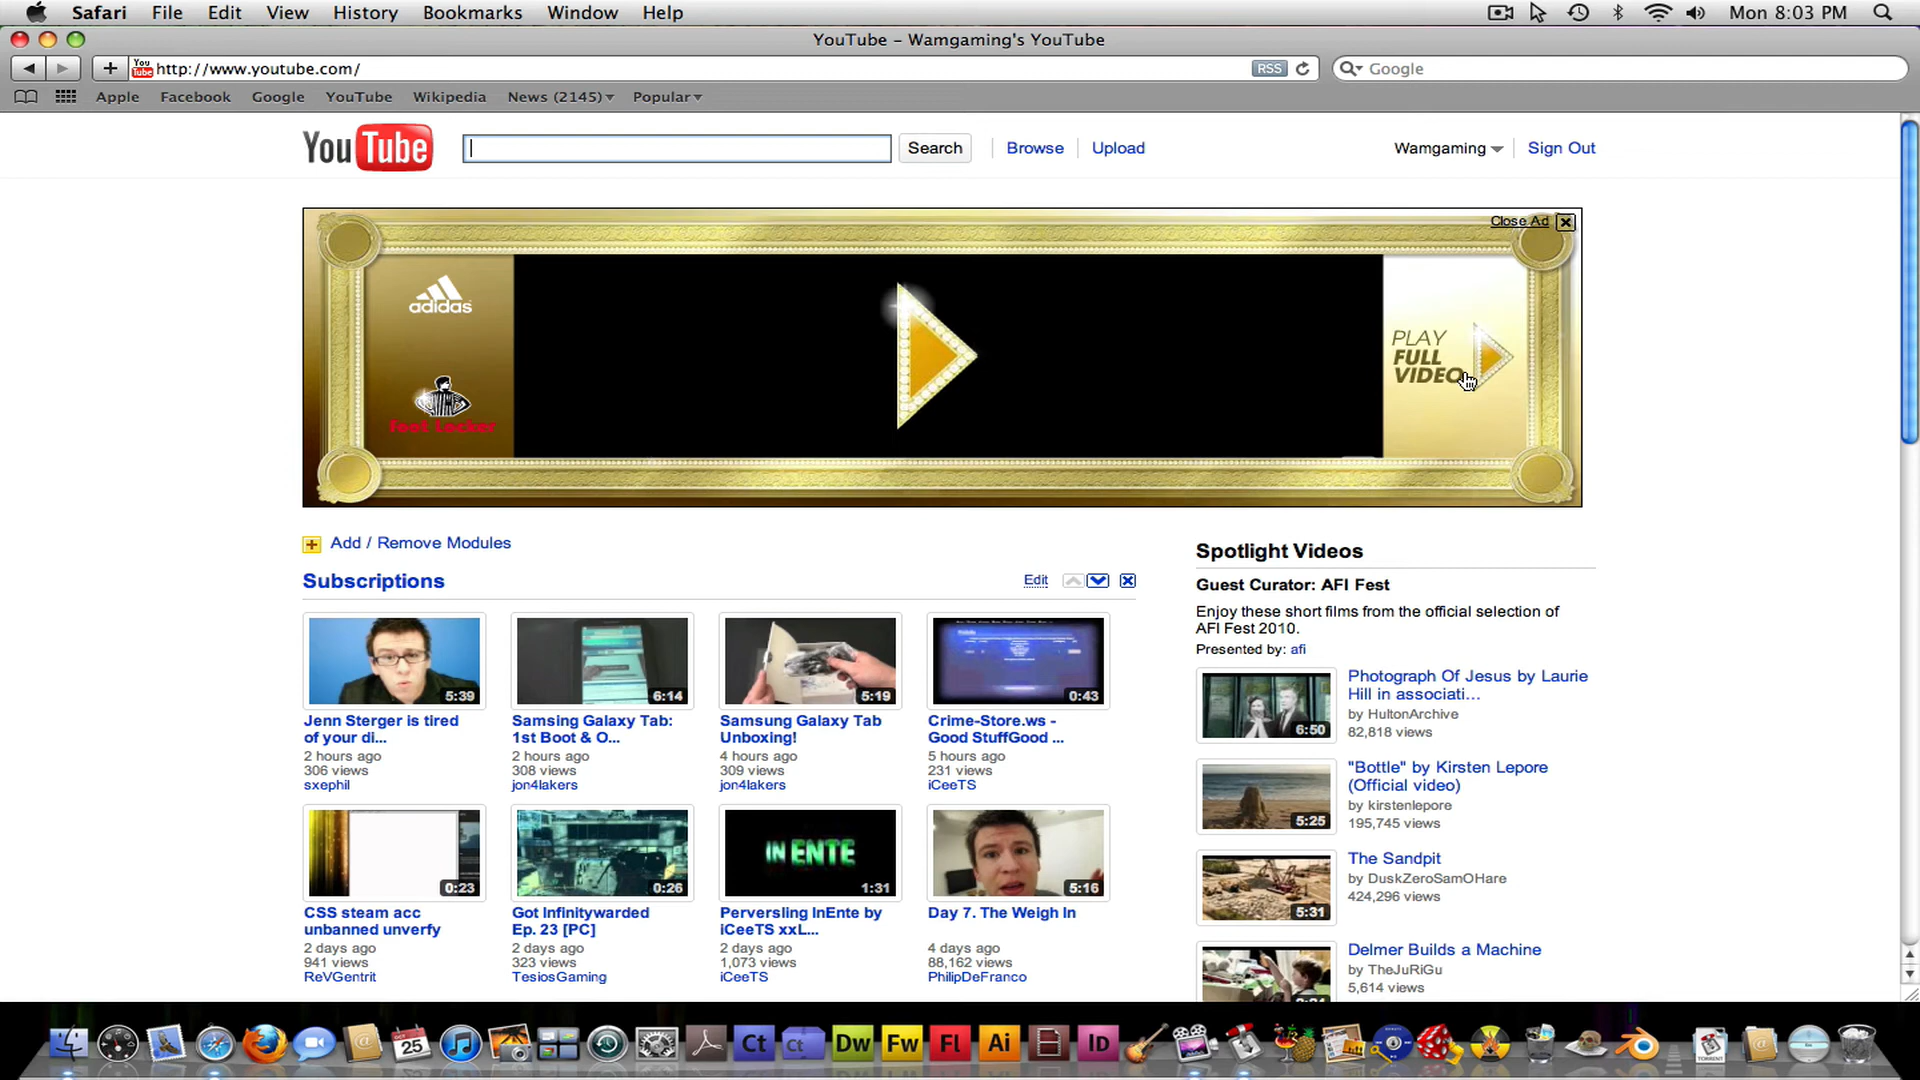 Safari File Edit View History Bookmarks Window Help Mon 8:03 PM
YouTube - Wamgaming's YouTube
You Tube http://www.youtube.com/ RSS Google
Apple Facebook Google YouTube Wikipedia News (2145) Popular
YouTube Search Browse Upload Wamgaming Sign Out
Close Ad
adidas
Foot Locker
PLAY
FULL
VIDEO
Add / Remove Modules
Subscriptions Edit
5:39 6:14 5:19 0:43
Jenn Sterger is tired
of your di...
2 hours ago
306 views
sxephil
Samsing Galaxy Tab:
1st Boot & O...
2 hours ago
308 views
jon4lakers
Samsung Galaxy Tab
Unboxing!
4 hours ago
309 views
jon4lakers
Crime-Store.ws -
Good StuffGood ...
5 hours ago
231 views
iCeeTS
0:23 0:26 IN ENTE 1:31 5:16
CSS steam acc
unbanned unverfy
2 days ago
941 views
ReVGentrit
Got Infinitywarded
Ep. 23 [PC]
2 days ago
323 views
TesiosGaming
Perversling InEnte by
iCeeTS xxL...
2 days ago
1,073 views
iCeeTS
Day 7. The Weigh In
4 days ago
88,162 views
PhilipDeFranco
Spotlight Videos
Guest Curator: AFI Fest
Enjoy these short films from the official selection of
AFI Fest 2010.
Presented by: afi
6:50
Photograph Of Jesus by Laurie
Hill in associati...
by HultonArchive
82,818 views
5:25
"Bottle" by Kirsten Lepore
(Official video)
by kirstenlepore
195,745 views
5:31
The Sandpit
by DuskZeroSamOHare
424,296 views
Delmer Builds a Machine
by TheJuRiGu
5,614 views
OCT 25 Ct Ct Dw Fw Fl Ai ID TORRENT